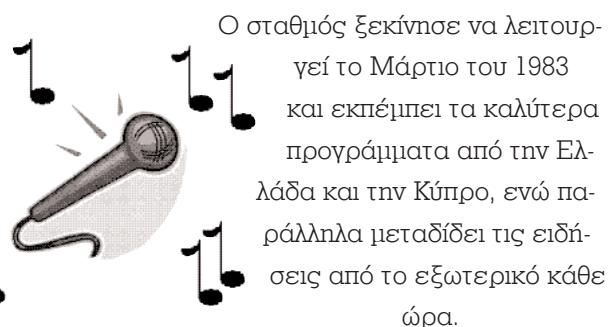 Ο σταθμός ξεκίνησε να λειτουρ-
γεί το Μάρτιο του 1983
και εκπέμπει τα καλύτερα
προγράμματα από την Ελ-
λάδα και την Κύπρο, ενώ πα-
ράλληλα μεταδίδει τις ειδή-
σεις από το εξωτερικό κάθε
ώρα.